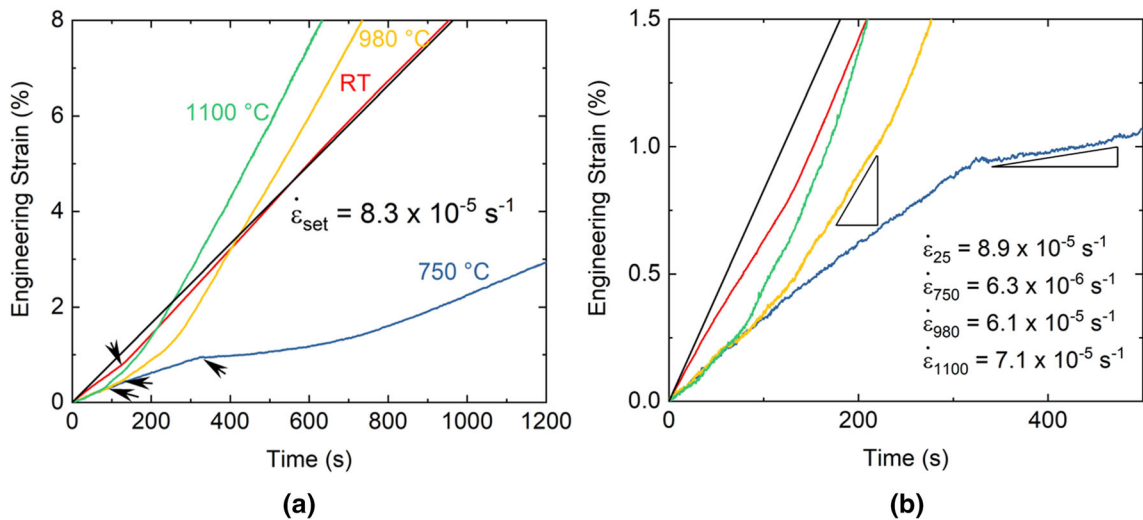 8
6
4
2
0
0 200 400 600 800 1000 1200
Engineering Strain (%)
Time (s)
1100 °C
980 °C
RT
750 °C
ε̇set = 8.3 x 10⁻⁵ s⁻¹
(a)
1.5
1.0
0.5
0.0
0 200 400
Engineering Strain (%)
Time (s)
ε̇25 = 8.9 x 10⁻⁵ s⁻¹
ε̇750 = 6.3 x 10⁻⁶ s⁻¹
ε̇980 = 6.1 x 10⁻⁵ s⁻¹
ε̇1100 = 7.1 x 10⁻⁵ s⁻¹
(b)